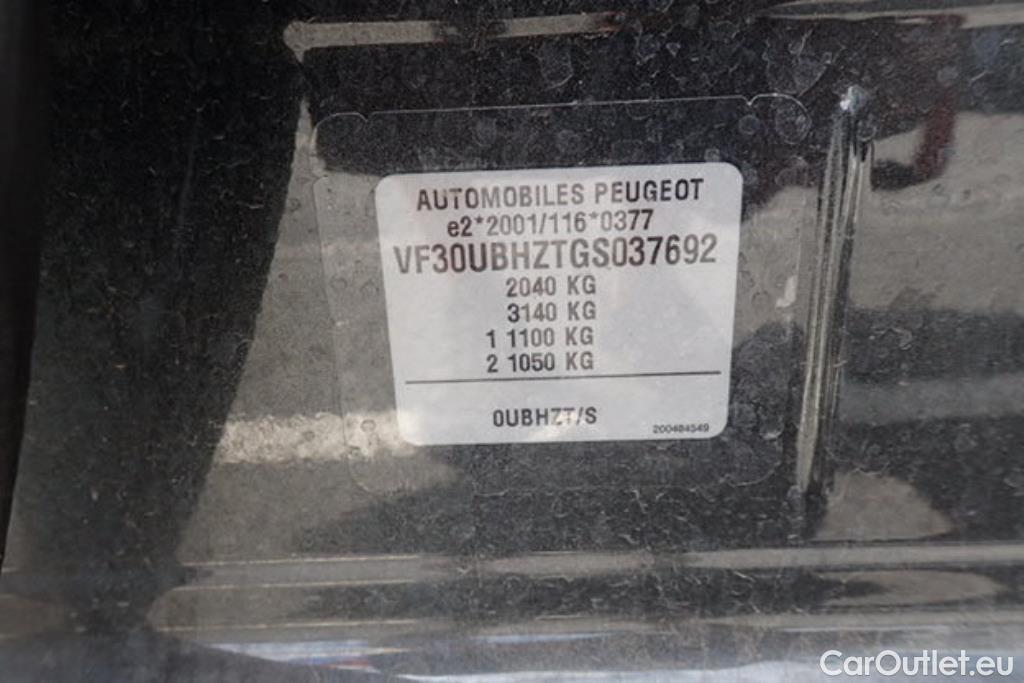 AUTOMOBILES PEUGEOT
e2*2001/116*0377
VF30UBHZTGS037692
2040 KG
3140 KG
1 1100 KG
2 1050 KG
0UBHZT/S
200484549
CarOutlet.eu